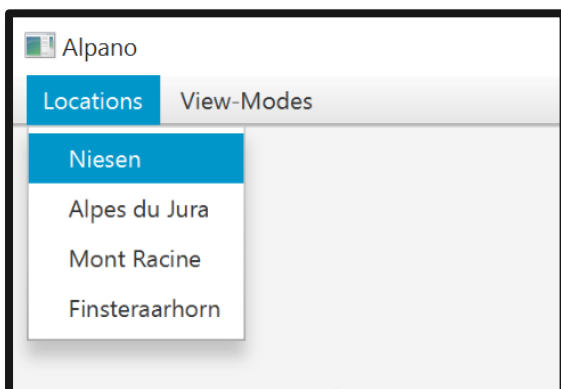 Alpano
Locations View-Modes
Niesen
Alpes du Jura
Mont Racine
Finsteraarhorn